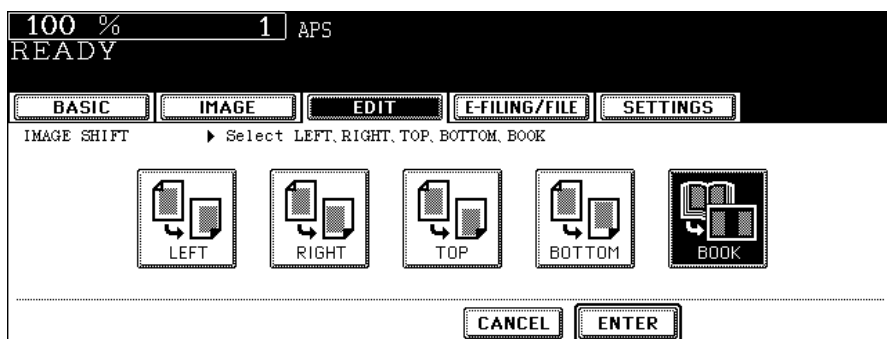 100 % 1 APS
READY
BASIC IMAGE EDIT E-FILING/FILE SETTINGS
IMAGE SHIFT Select LEFT, RIGHT, TOP, BOTTOM, BOOK
LEFT RIGHT TOP BOTTOM BOOK
CANCEL ENTER